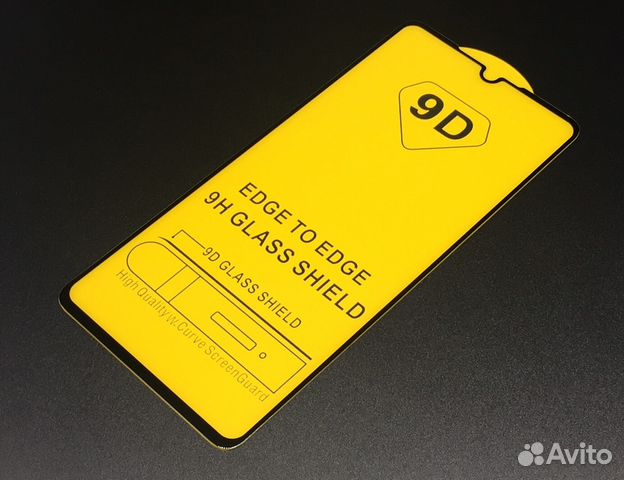 9D
EDGE TO EDGE
9H GLASS SHIELD
9D GLASS SHIELD
High Quality w. Curve ScreenGuard
Avito